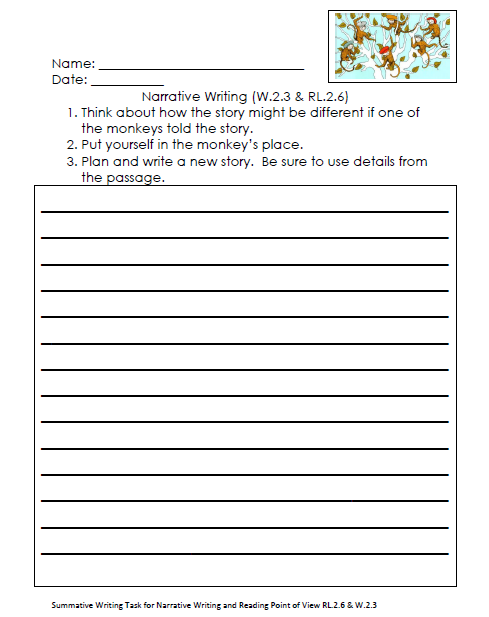 Name: ____________________________
Date: __________
Narrative Writing (W.2.3 & RL.2.6)
1. Think about how the story might be different if one of
the monkeys told the story.
2. Put yourself in the monkey's place.
3. Plan and write a new story.  Be sure to use details from
the passage.
Summative Writing Task for Narrative Writing and Reading Point of View RL.2.6 & W.2.3